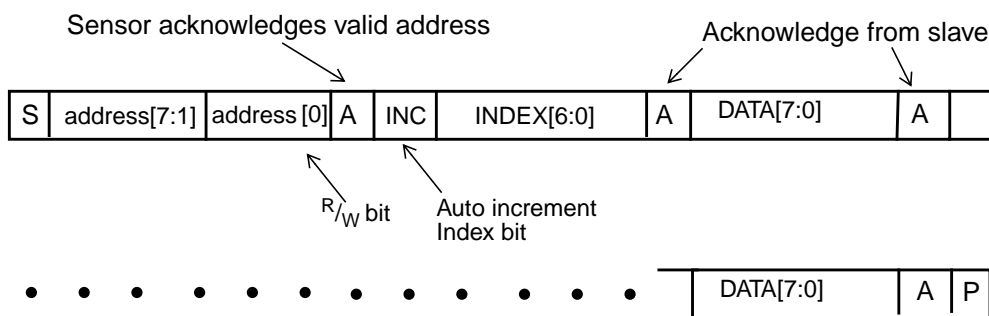 Sensor acknowledges valid address
Acknowledge from slave
S address[7:1] address [0] A INC INDEX[6:0] A DATA[7:0] A
R/W bit
Auto increment
Index bit
DATA[7:0] A P